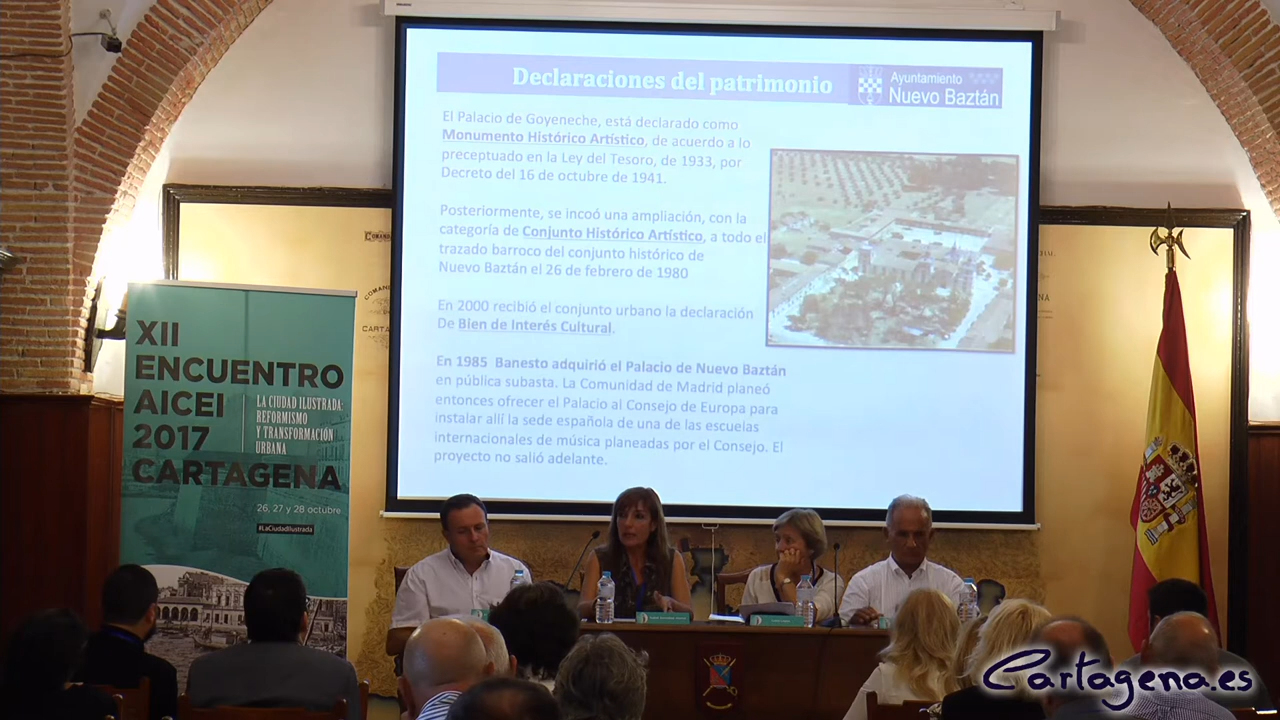 Declaraciones del patrimonio
Ayuntamiento
Nuevo Baztán
El Palacio de Goyeneche, está declarado como
Monumento Histórico Artístico, de acuerdo a lo
preceptuado en la Ley del Tesoro, de 1933, por
Decreto del 16 de octubre de 1941.
Posteriormente, se incoó una ampliación, con la
categoría de Conjunto Histórico Artístico, a todo el
trazado barroco del conjunto histórico de
Nuevo Baztán el 26 de febrero de 1980
En 2000 recibió el conjunto urbano la declaración
De Bien de Interés Cultural.
En 1985 Banesto adquirió el Palacio de Nuevo Baztán
en pública subasta. La Comunidad de Madrid planeó
entonces ofrecer el Palacio al Consejo de Europa para
instalar allí la sede española de una de las escuelas
internacionales de música planeadas por el Consejo. El
proyecto no salió adelante.
XII
ENCUENTRO
AICEI
2017
CARTAGENA
LA CIUDAD ILUSTRADA:
REFORMISMO
Y TRANSFORMACIÓN
URBANA
26, 27 y 28 octubre
#LaCiudadIlustrada
Cartagena.es